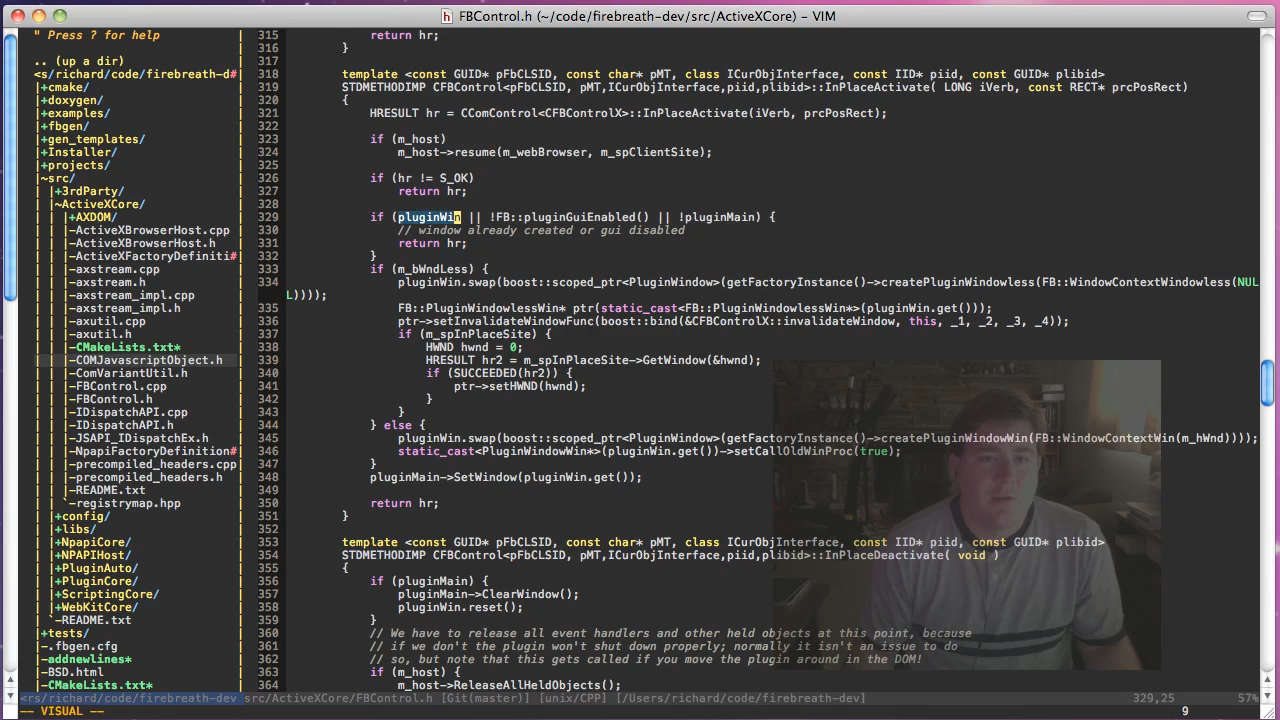 FBControl.h (~/code/firebreath-dev/src/ActiveXCore) – VIM
" Press ? for help
.. (up a dir)
<s/richard/code/firebreath-d#
|+cmake/
|+doxygen/
|+examples/
|+fbgen/
|+gen_templates/
|+Installer/
|+projects/
|~src/
| |+3rdParty/
| |~ActiveXCore/
| | |+AXDOM/
| | |-ActiveXBrowserHost.cpp
| | |-ActiveXBrowserHost.h
| | |-ActiveXFactoryDefiniti#
| | |-axstream.cpp
| | |-axstream.h
| | |-axstream_impl.cpp
| | |-axstream_impl.h
| | |-axutil.cpp
| | |-axutil.h
| | |-CMakeLists.txt*
| | |-COMJavascriptObject.h
| | |-ComVariantUtil.h
| | |-FBControl.cpp
| | |-FBControl.h
| | |-IDispatchAPI.cpp
| | |-IDispatchAPI.h
| | |-JSAPI_IDispatchEx.h
| | |-NpapiFactoryDefinition#
| | |-precompiled_headers.cpp
| | |-precompiled_headers.h
| | |-README.txt
| | `-registrymap.hpp
| |+config/
| |+libs/
| |+NpapiCore/
| |+NPAPIHost/
| |+PluginAuto/
| |+PluginCore/
| |+ScriptingCore/
| |+WebKitCore/
| `-README.txt
|+tests/
|-.fbgen.cfg
|-addnewlines*
|-BSD.html
|-CMakeLists.txt*
315 return hr;
316 }
317
318 template <const GUID* pFbCLSID, const char* pMT, class ICurObjInterface, const IID* piid, const GUID* plibid>
319 STDMETHODIMP CFBControl<pFbCLSID, pMT,ICurObjInterface,piid,plibid>::InPlaceActivate( LONG iVerb, const RECT* prcPosRect)
320 {
321 HRESULT hr = CComControl<CFBControlX>::InPlaceActivate(iVerb, prcPosRect);
322
323 if (m_host)
324 m_host->resume(m_webBrowser, m_spClientSite);
325
326 if (hr != S_OK)
327 return hr;
328
329 if (pluginWin || !FB::pluginGuiEnabled() || !pluginMain) {
330 // window already created or gui disabled
331 return hr;
332 }
333 if (m_bWndLess) {
334 pluginWin.swap(boost::scoped_ptr<PluginWindow>(getFactoryInstance()->createPluginWindowless(FB::WindowContextWindowless(NUL
L))));
335 FB::PluginWindowlessWin* ptr(static_cast<FB::PluginWindowlessWin*>(pluginWin.get()));
336 ptr->setInvalidateWindowFunc(boost::bind(&CFBControlX::invalidateWindow, this, _1, _2, _3, _4));
337 if (m_spInPlaceSite) {
338 HWND hwnd = 0;
339 HRESULT hr2 = m_spInPlaceSite->GetWindow(&hwnd);
340 if (SUCCEEDED(hr2)) {
341 ptr->setHWND(hwnd);
342 }
343 }
344 } else {
345 pluginWin.swap(boost::scoped_ptr<PluginWindow>(getFactoryInstance()->createPluginWindowWin(FB::WindowContextWin(m_hWnd))));
346 static_cast<PluginWindowWin*>(pluginWin.get())->setCallOldWinProc(true);
347 }
348 pluginMain->SetWindow(pluginWin.get());
349
350 return hr;
351 }
352
353 template <const GUID* pFbCLSID, const char* pMT, class ICurObjInterface, const IID* piid, const GUID* plibid>
354 STDMETHODIMP CFBControl<pFbCLSID, pMT,ICurObjInterface,piid,plibid>::InPlaceDeactivate( void )
355 {
356 if (pluginMain) {
357 pluginMain->ClearWindow();
358 pluginWin.reset();
359 }
360 // We have to release all event handlers and other held objects at this point, because
361 // if we don't the plugin won't shut down properly; normally it isn't an issue to do
362 // so, but note that this gets called if you move the plugin around in the DOM!
363 if (m_host) {
364 m_host->ReleaseAllHeldObjects();
<rs/richard/code/firebreath-dev src/ActiveXCore/FBControl.h [Git(master)] [unix/CPP] [/Users/richard/code/firebreath-dev] 329,25 57%
-- VISUAL -- 9